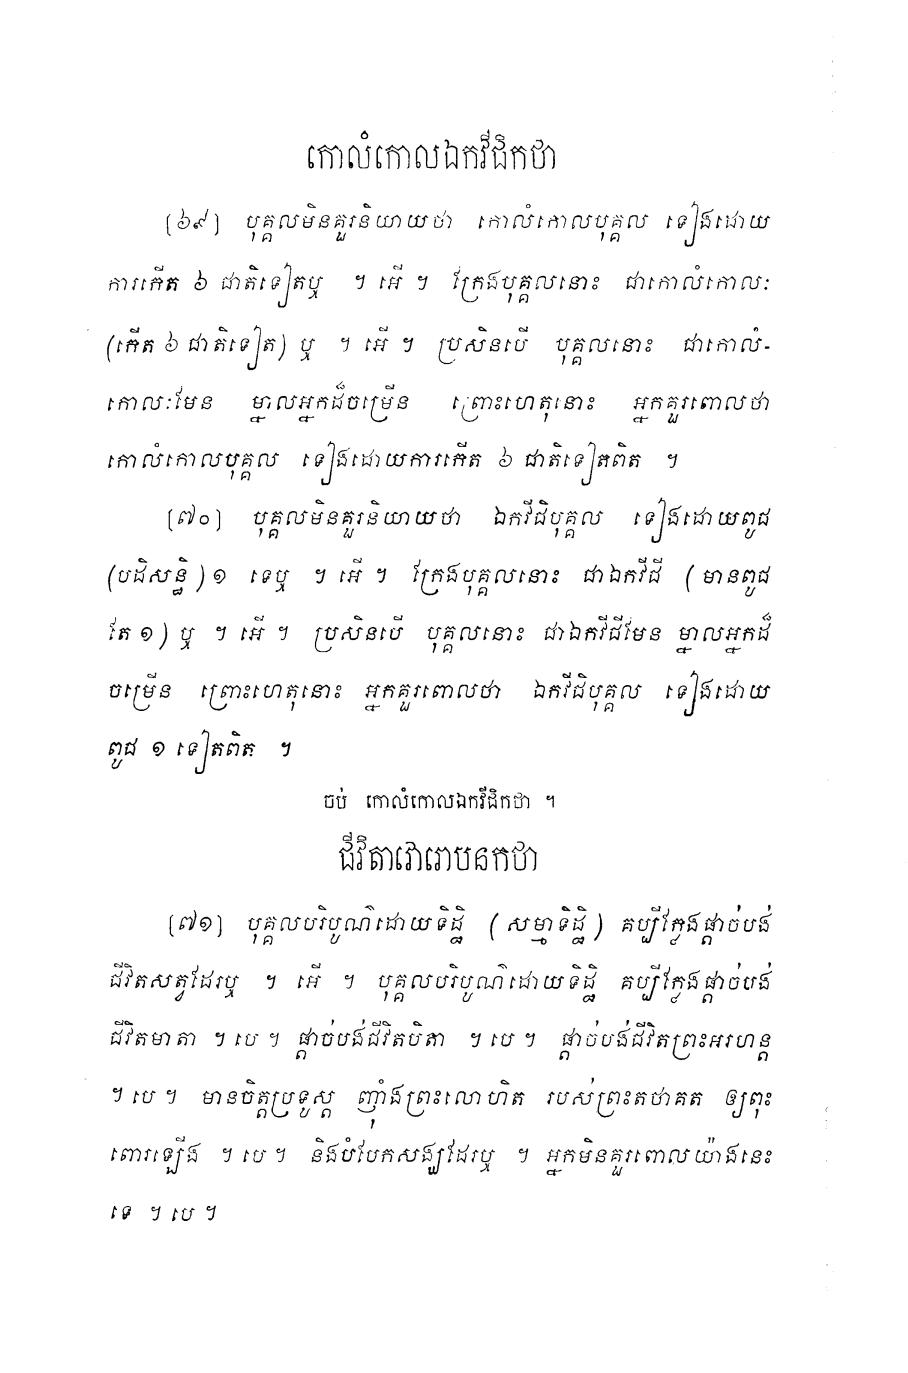 កោលំកោលឯកវីជិកថា
[៦៩] បុគ្គលមិនគួរនិយាយថា កោលំកោលបុគ្គល ទៀងដោយ
ការកើត ៦ ជាតិទៀតឬ ។ អើ ។ ក្រែងបុគ្គលនោះ ជាកោលំកោលៈ
(កើត ៦ ជាតិទៀត) ឬ ។ អើ ។ ប្រសិនបើ បុគ្គលនោះ ជាកោលំ-
កោលៈមែន ម្នាលអ្នកដ៏ចម្រើន ព្រោះហេតុនោះ អ្នកគួរពោលថា
កោលំកោលបុគ្គល ទៀងដោយការកើត ៦ ជាតិទៀតពិត ។
[៧០] បុគ្គលមិនគួរនិយាយថា ឯកវីជិបុគ្គល ទៀងដោយពូជ
(បដិសន្ធិ) ១ ទេឬ ។ អើ ។ ក្រែងបុគ្គលនោះ ជាឯកវីជី (មានពូជ
តែ ១) ឬ ។ អើ ។ ប្រសិនបើ បុគ្គលនោះ ជាឯកវីជីមែន ម្នាលអ្នកដ៏
ចម្រើន ព្រោះហេតុនោះ អ្នកគួរពោលថា ឯកវីជិបុគ្គល ទៀងដោយ
ពូជ ១ ទៀតពិត ។
ចប់ កោលំកោលឯកវីជិកថា ។
ជីវិតាវោរោបនកថា
[៧១] បុគ្គលបរិបូណ៌ដោយទិដ្ឋិ (សម្មាទិដ្ឋិ) គប្បីក្លែងផ្តាច់បង់
ជីវិតសត្វដែរឬ ។ អើ ។ បុគ្គលបរិបូណ៌ដោយទិដ្ឋិ គប្បីក្លែងផ្តាច់បង់
ជីវិតមាតា ។ បេ ។ ផ្តាច់បង់ជីវិតបិតា ។ បេ ។ ផ្តាច់បង់ជីវិតព្រះអរហន្ត
។ បេ ។ មានចិត្តប្រទូស្ត ញ៉ាំងព្រះលោហិត របស់ព្រះតថាគត ឲ្យពុះ
ពោរឡើង ។ បេ ។ និងបំបែកសង្ឃដែរឬ ។ អ្នកមិនគួរពោលយ៉ាងនេះ
ទេ ។ បេ ។